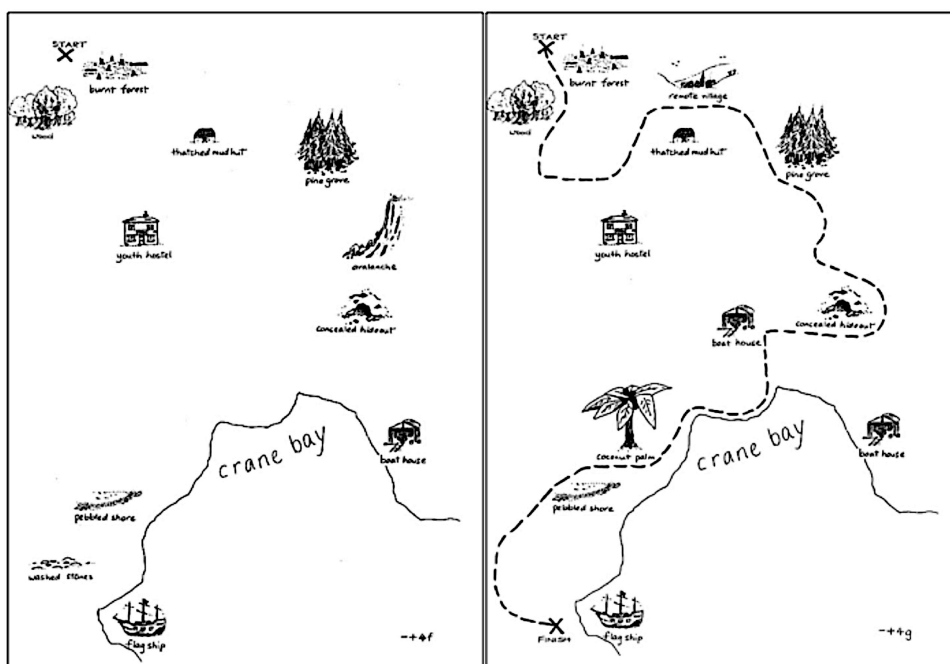 START
burnt forest
wood
thatched mud hut
pine grove
youth hostel
avalanche
concealed hideout
crane bay
boat house
pebbled shore
washed stones
flag ship
-+4f
START
burnt forest
remote village
wood
thatched mud hut
pine grove
youth hostel
concealed hideout
boat house
crane bay
boat house
coconut palm
pebbled shore
FINISH
flag ship
-+4g